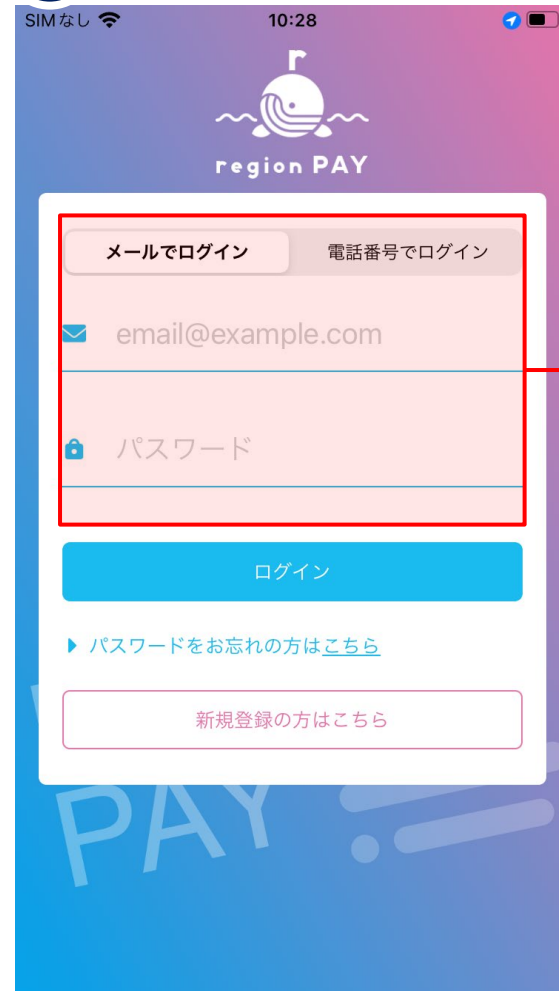 SIMなし 10:28
r
region PAY
メールでログイン 電話番号でログイン
email@example.com
パスワード
ログイン
パスワードをお忘れの方はこちら
新規登録の方はこちら
PAY